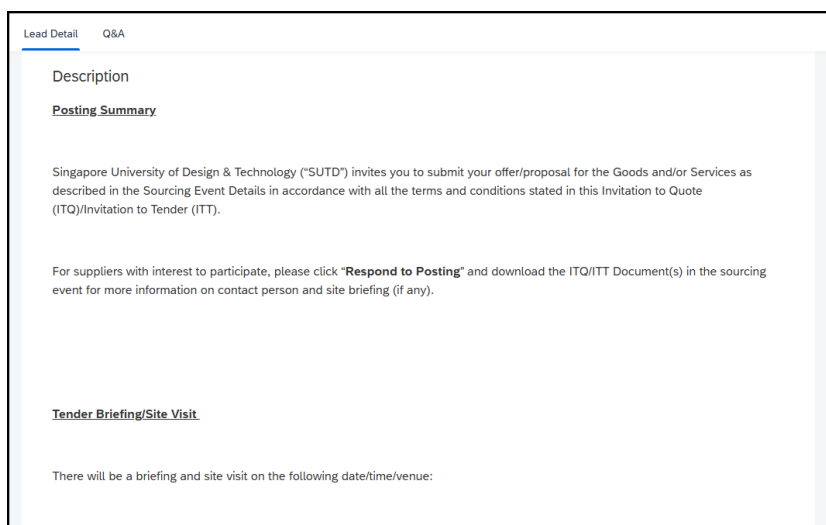 Lead Detail Q&A
Description
Posting Summary
Singapore University of Design & Technology (“SUTD”) invites you to submit your offer/proposal for the Goods and/or Services as
described in the Sourcing Event Details in accordance with all the terms and conditions stated in this Invitation to Quote
(ITQ)/Invitation to Tender (ITT).
For suppliers with interest to participate, please click “Respond to Posting” and download the ITQ/ITT Document(s) in the sourcing
event for more information on contact person and site briefing (if any).
Tender Briefing/Site Visit
There will be a briefing and site visit on the following date/time/venue: